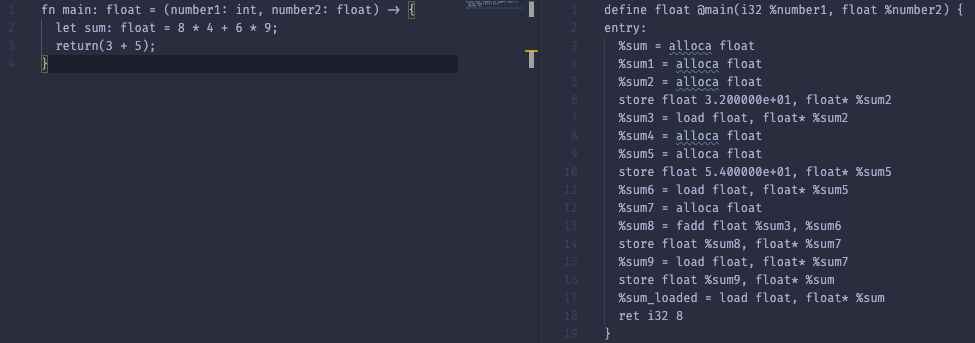 1 fn main: float = (number1: int, number2: float) -> {
2 let sum: float = 8 * 4 + 6 * 9;
3 return(3 + 5);
4 }
1 define float @main(i32 %number1, float %number2) {
2 entry:
3 %sum = alloca float
4 %sum1 = alloca float
5 %sum2 = alloca float
6 store float 3.200000e+01, float* %sum2
7 %sum3 = load float, float* %sum2
8 %sum4 = alloca float
9 %sum5 = alloca float
10 store float 5.400000e+01, float* %sum5
11 %sum6 = load float, float* %sum5
12 %sum7 = alloca float
13 %sum8 = fadd float %sum3, %sum6
14 store float %sum8, float* %sum7
15 %sum9 = load float, float* %sum7
16 store float %sum9, float* %sum
17 %sum_loaded = load float, float* %sum
18 ret i32 8
19 }